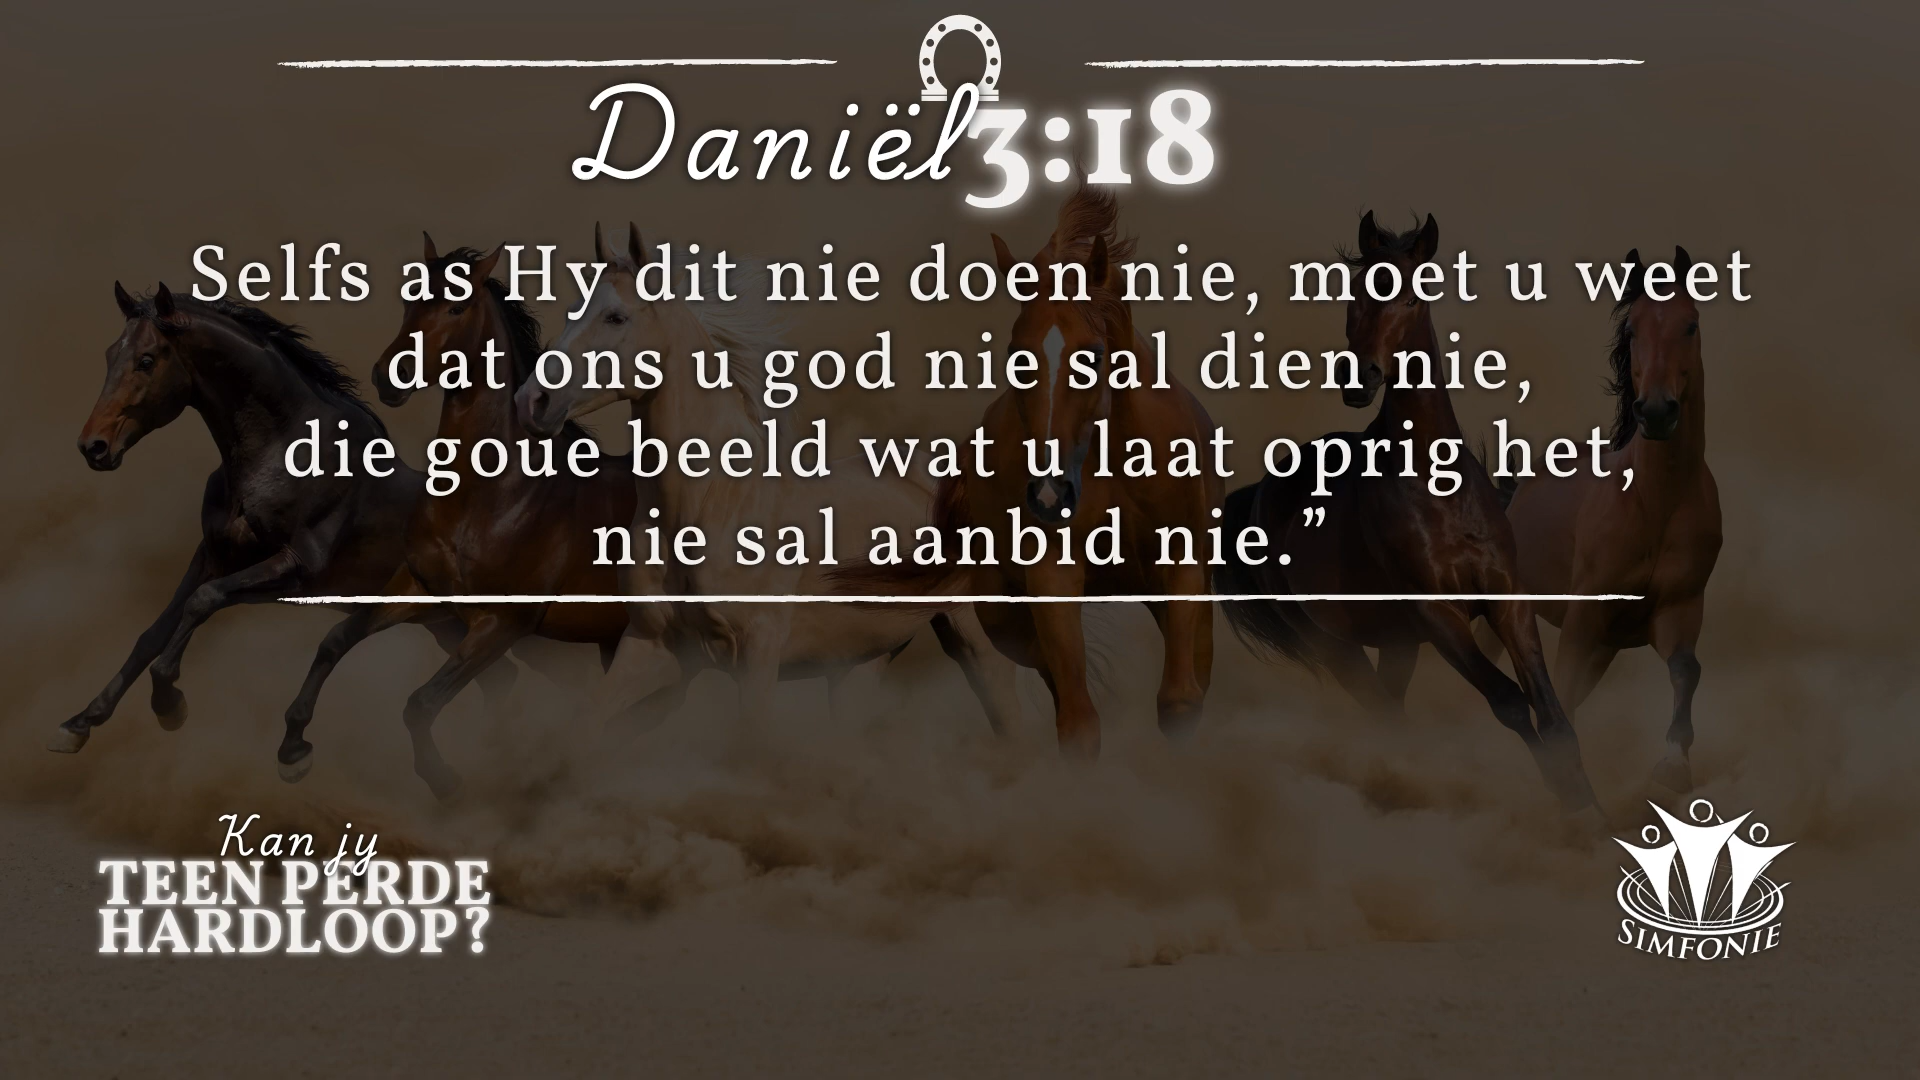 Daniël 3:18
Selfs as Hy dit nie doen nie, moet u weet
dat ons u god nie sal dien nie,
die goue beeld wat u laat oprig het,
nie sal aanbid nie.”
Kan jy
TEEN PERDE
HARDLOOP?
SIMFONIE